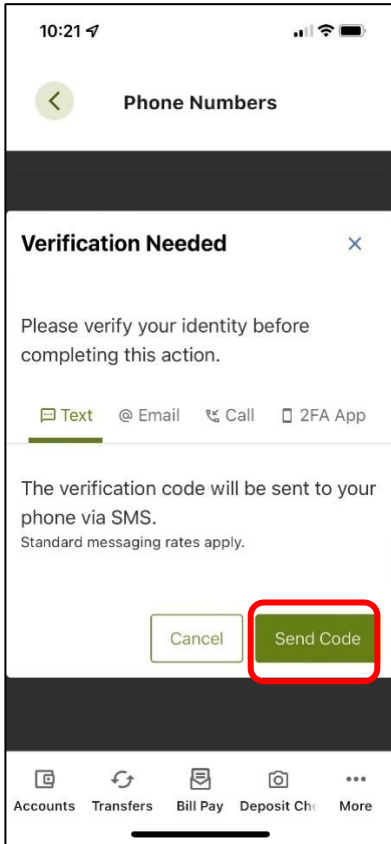 10:21
Phone Numbers
Verification Needed
Please verify your identity before
completing this action.
Text @ Email Call 2FA App
The verification code will be sent to your
phone via SMS.
Standard messaging rates apply.
Cancel Send Code
Accounts Transfers Bill Pay Deposit Che More